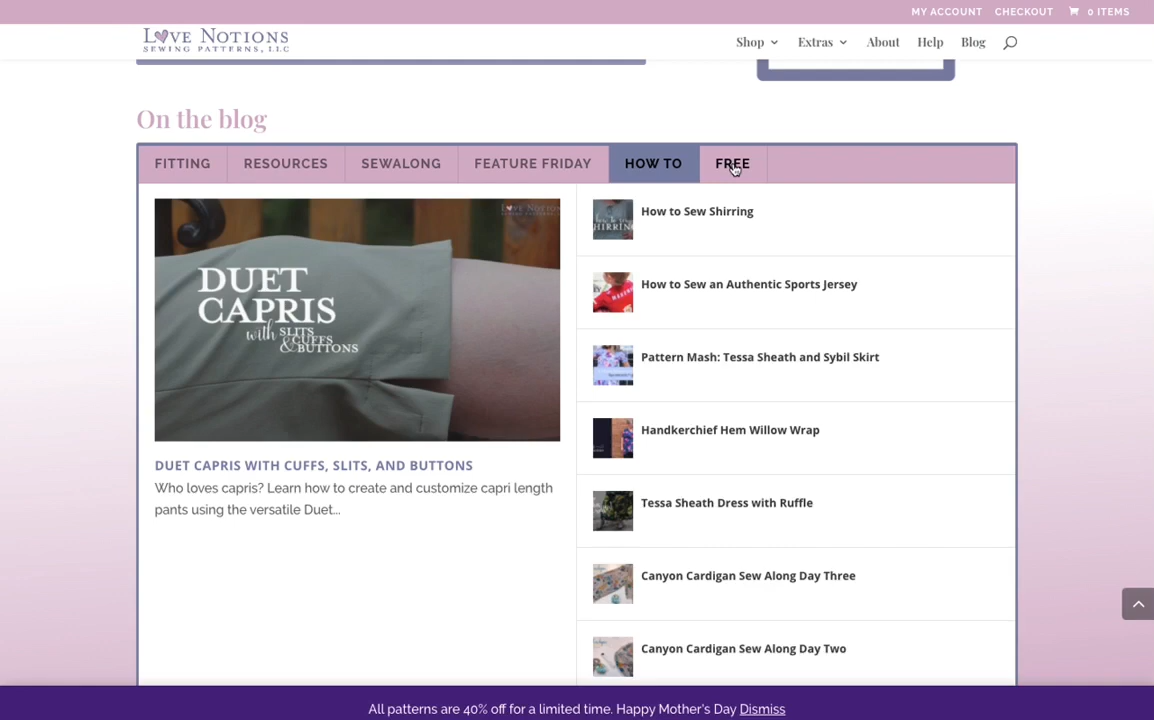 MY ACCOUNT CHECKOUT 0 ITEMS
LOVE NOTIONS
SEWING PATTERNS, LLC
Shop Extras About Help Blog
On the blog
FITTING RESOURCES SEWALONG FEATURE FRIDAY HOW TO FREE
LOVE NOTIONS
DUET
CAPRIS
with SLITS
CUFFS
&BUTTONS
DUET CAPRIS WITH CUFFS, SLITS, AND BUTTONS
Who loves capris? Learn how to create and customize capri length
pants using the versatile Duet...
How to Sew Shirring
How to Sew an Authentic Sports Jersey
Pattern Mash: Tessa Sheath and Sybil Skirt
Handkerchief Hem Willow Wrap
Tessa Sheath Dress with Ruffle
Canyon Cardigan Sew Along Day Three
Canyon Cardigan Sew Along Day Two
All patterns are 40% off for a limited time. Happy Mother's Day Dismiss